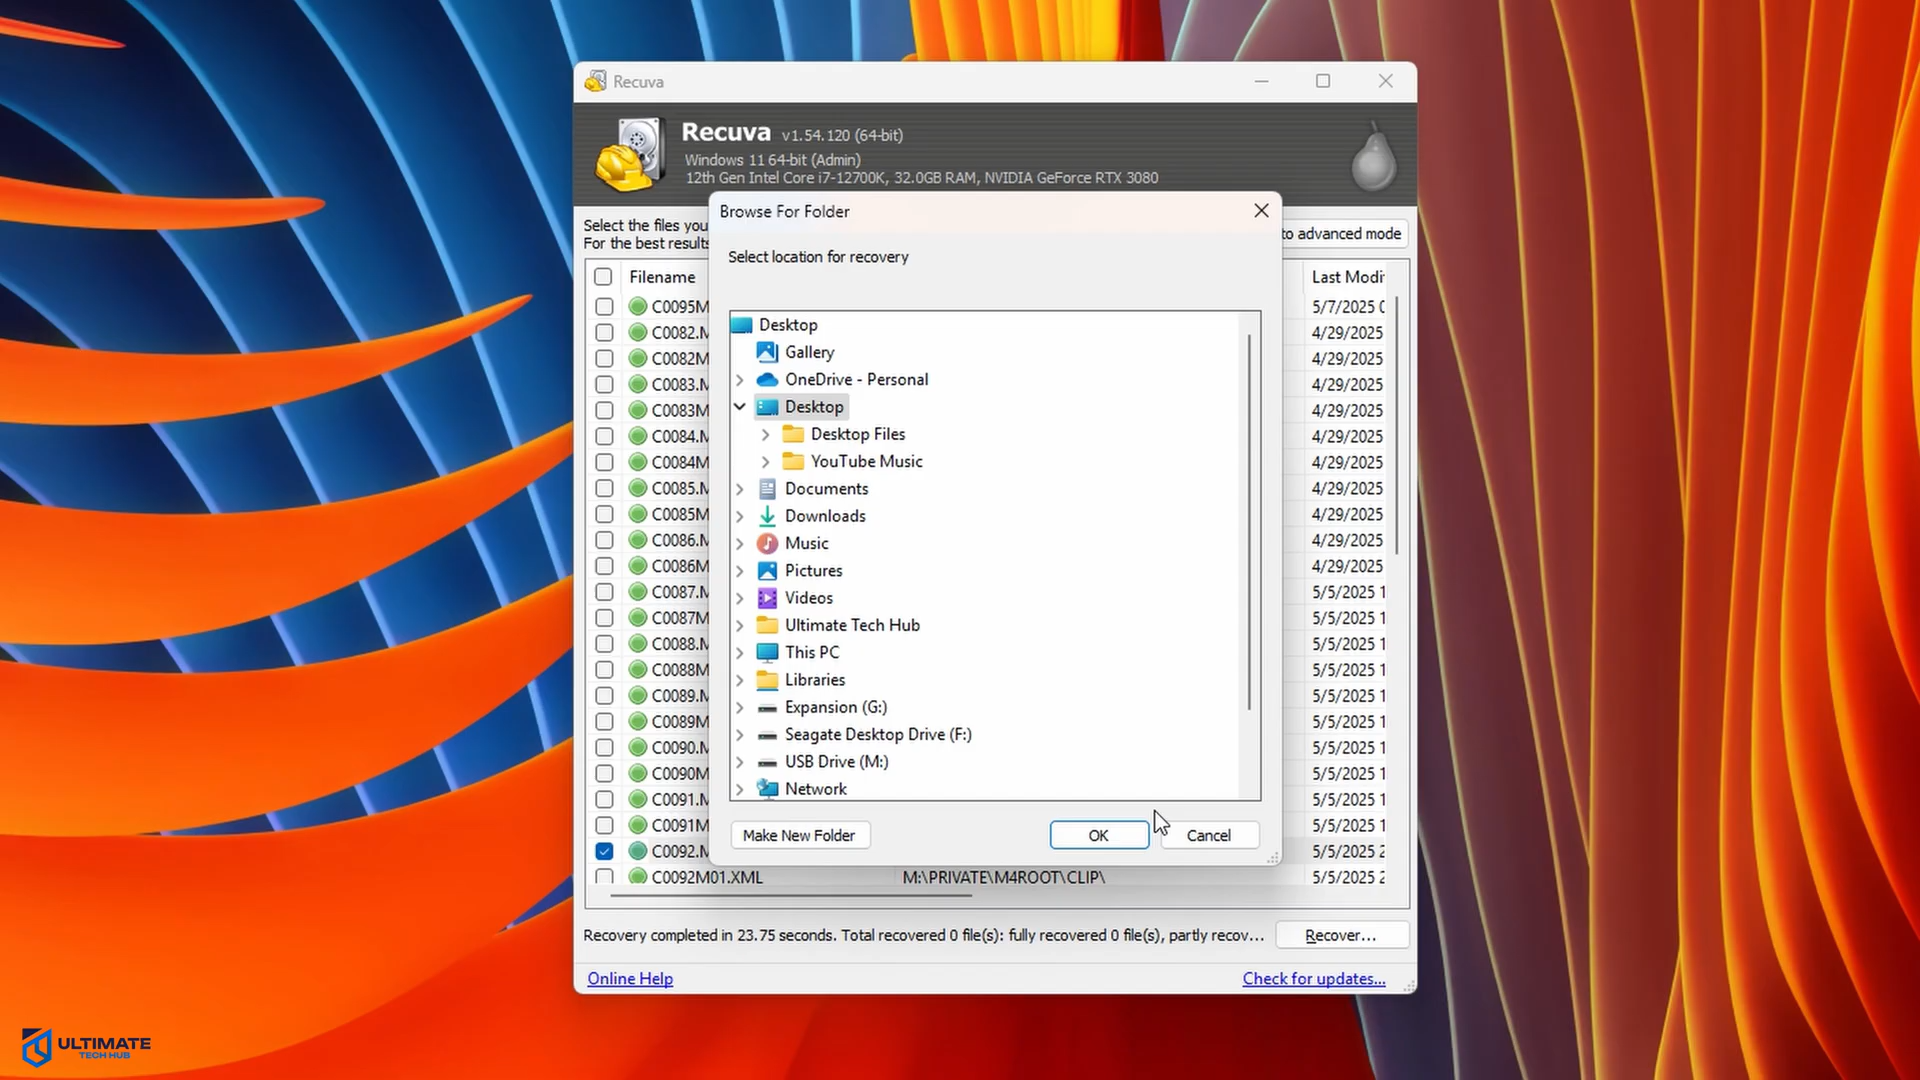 Recuva
Recuva v1.54.120 (64-bit)
Windows 11 64-bit (Admin)
12th Gen Intel Core i7-12700K, 32.0GB RAM, NVIDIA GeForce RTX 3080
Browse For Folder
Select the files you
For the best results
to advanced mode
Select location for recovery
Filename
Last Modif
C0095M
5/7/2025 0
C0082.M
4/29/2025
C0082M
4/29/2025
C0083.M
4/29/2025
C0083M
4/29/2025
C0084.M
4/29/2025
C0084M
4/29/2025
C0085.M
4/29/2025
C0085M
4/29/2025
C0086.M
4/29/2025
C0086M
4/29/2025
C0087.M
5/5/2025 1
C0087M
5/5/2025 1
C0088.M
5/5/2025 1
C0088M
5/5/2025 1
C0089.M
5/5/2025 1
C0089M
5/5/2025 1
C0090.M
5/5/2025 1
C0090M
5/5/2025 1
C0091.M
5/5/2025 1
C0091M
5/5/2025 1
C0092.M
5/5/2025 2
C0092M01.XML M:\PRIVATE\M4ROOT\CLIP\ 5/5/2025 2
Desktop
Gallery
OneDrive - Personal
Desktop
Desktop Files
YouTube Music
Documents
Downloads
Music
Pictures
Videos
Ultimate Tech Hub
This PC
Libraries
Expansion (G:)
Seagate Desktop Drive (F:)
USB Drive (M:)
Network
Make New Folder
OK
Cancel
Recovery completed in 23.75 seconds. Total recovered 0 file(s): fully recovered 0 file(s), partly recov...
Recover...
Online Help
Check for updates...
ULTIMATE
TECH HUB